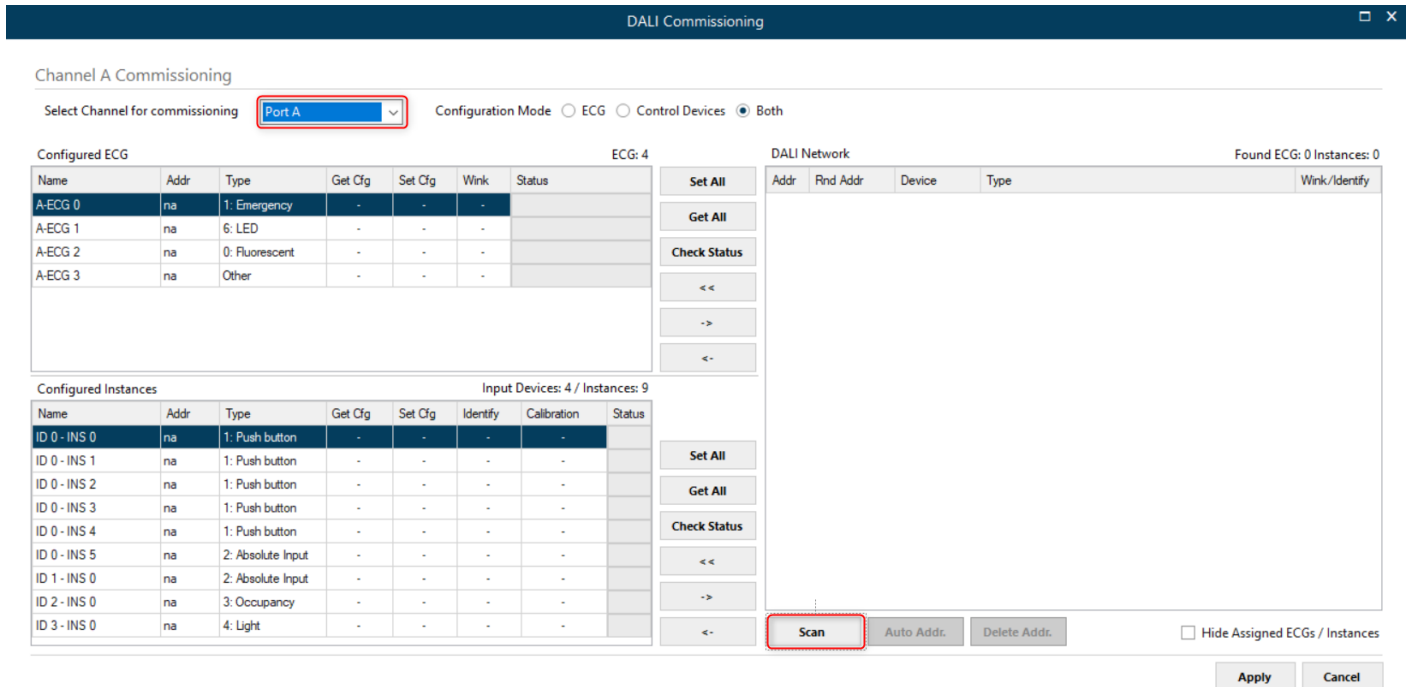 DALI Commissioning
Channel A Commissioning
Select Channel for commissioning Port A Configuration Mode ECG Control Devices Both
Configured ECG ECG: 4
Name Addr Type Get Cfg Set Cfg Wink Status
A-ECG 0 na 1: Emergency - - -
A-ECG 1 na 6: LED - - -
A-ECG 2 na 0: Fluorescent - - -
A-ECG 3 na Other - - -
Set All
Get All
Check Status
<<
->
<-
Configured Instances Input Devices: 4 / Instances: 9
Name Addr Type Get Cfg Set Cfg Identify Calibration Status
ID 0 - INS 0 na 1: Push button - - - -
ID 0 - INS 1 na 1: Push button - - - -
ID 0 - INS 2 na 1: Push button - - - -
ID 0 - INS 3 na 1: Push button - - - -
ID 0 - INS 4 na 1: Push button - - - -
ID 0 - INS 5 na 2: Absolute Input - - - -
ID 1 - INS 0 na 2: Absolute Input - - - -
ID 2 - INS 0 na 3: Occupancy - - - -
ID 3 - INS 0 na 4: Light - - - -
Set All
Get All
Check Status
<<
->
<-
DALI Network Found ECG: 0 Instances: 0
Addr Rnd Addr Device Type Wink/Identify
Scan Auto Addr. Delete Addr. Hide Assigned ECGs / Instances
Apply Cancel